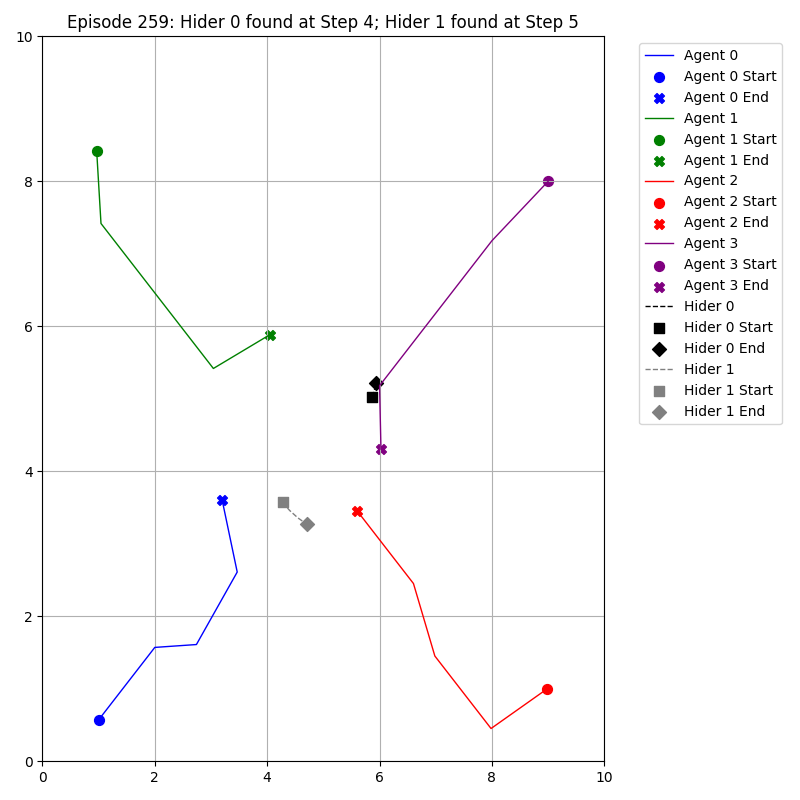 Episode 259: Hider 0 found at Step 4; Hider 1 found at Step 5
10
8
6
4
2
0
0 2 4 6 8 10
Agent 0
Agent 0 Start
Agent 0 End
Agent 1
Agent 1 Start
Agent 1 End
Agent 2
Agent 2 Start
Agent 2 End
Agent 3
Agent 3 Start
Agent 3 End
Hider 0
Hider 0 Start
Hider 0 End
Hider 1
Hider 1 Start
Hider 1 End